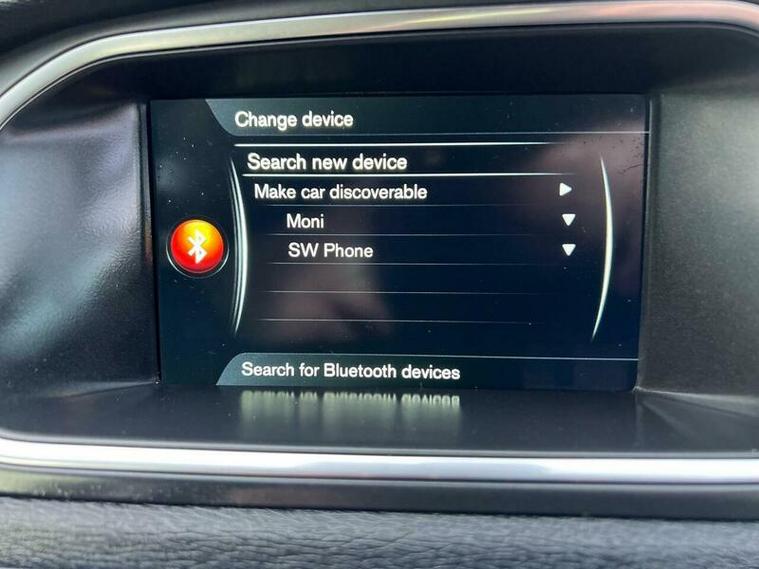 Change device
Search new device
Make car discoverable
Moni
SW Phone
Search for Bluetooth devices